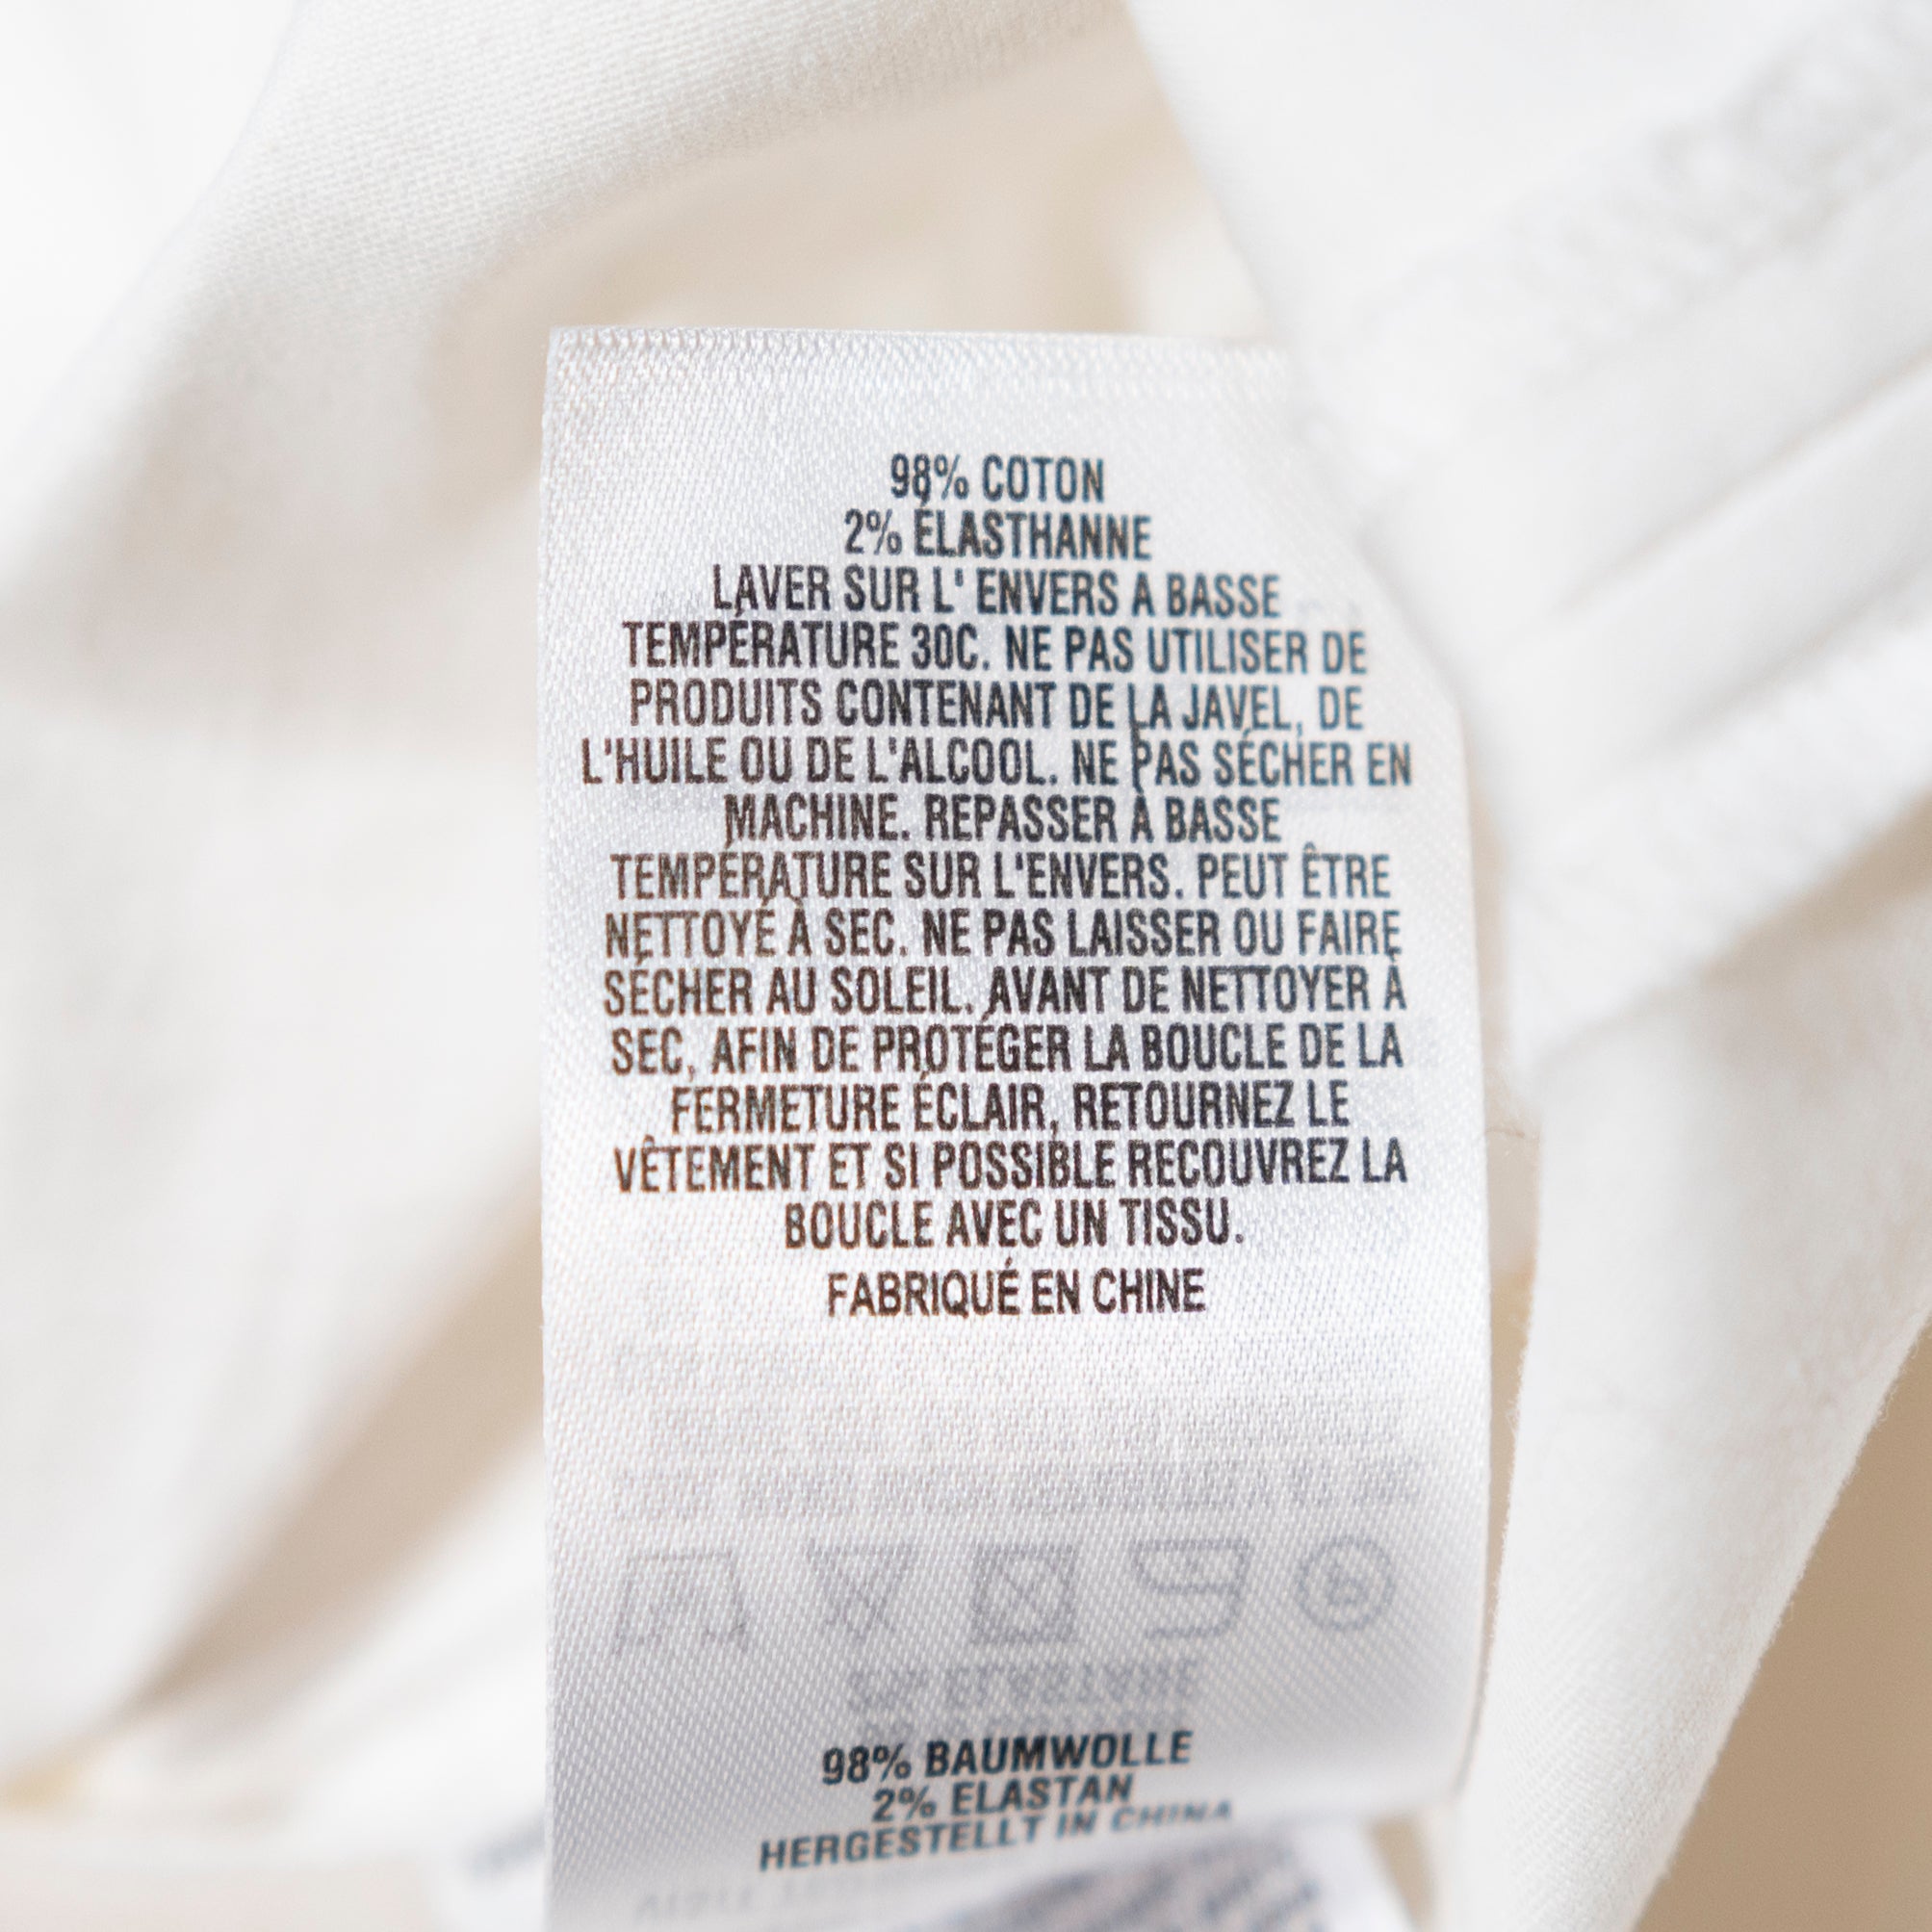 98% COTON
2% ÉLASTHANNE
LAVER SUR L' ENVERS A BASSE
TEMPÉRATURE 30C. NE PAS UTILISER DE
PRODUITS CONTENANT DE LA JAVEL, DE
L'HUILE OU DE L'ALCOOL. NE PAS SÉCHER EN
MACHINE. REPASSER À BASSE
TEMPÉRATURE SUR L'ENVERS. PEUT ÊTRE
NETTOYÉ À SEC. NE PAS LAISSER OU FAIRE
SÉCHER AU SOLEIL. AVANT DE NETTOYER À
SEC, AFIN DE PROTÉGER LA BOUCLE DE LA
FERMETURE ÉCLAIR, RETOURNEZ LE
VÊTEMENT ET SI POSSIBLE RECOUVREZ LA
BOUCLE AVEC UN TISSU.
FABRIQUÉ EN CHINE
98% BAUMWOLLE
2% ELASTAN
HERGESTELLT IN CHINA